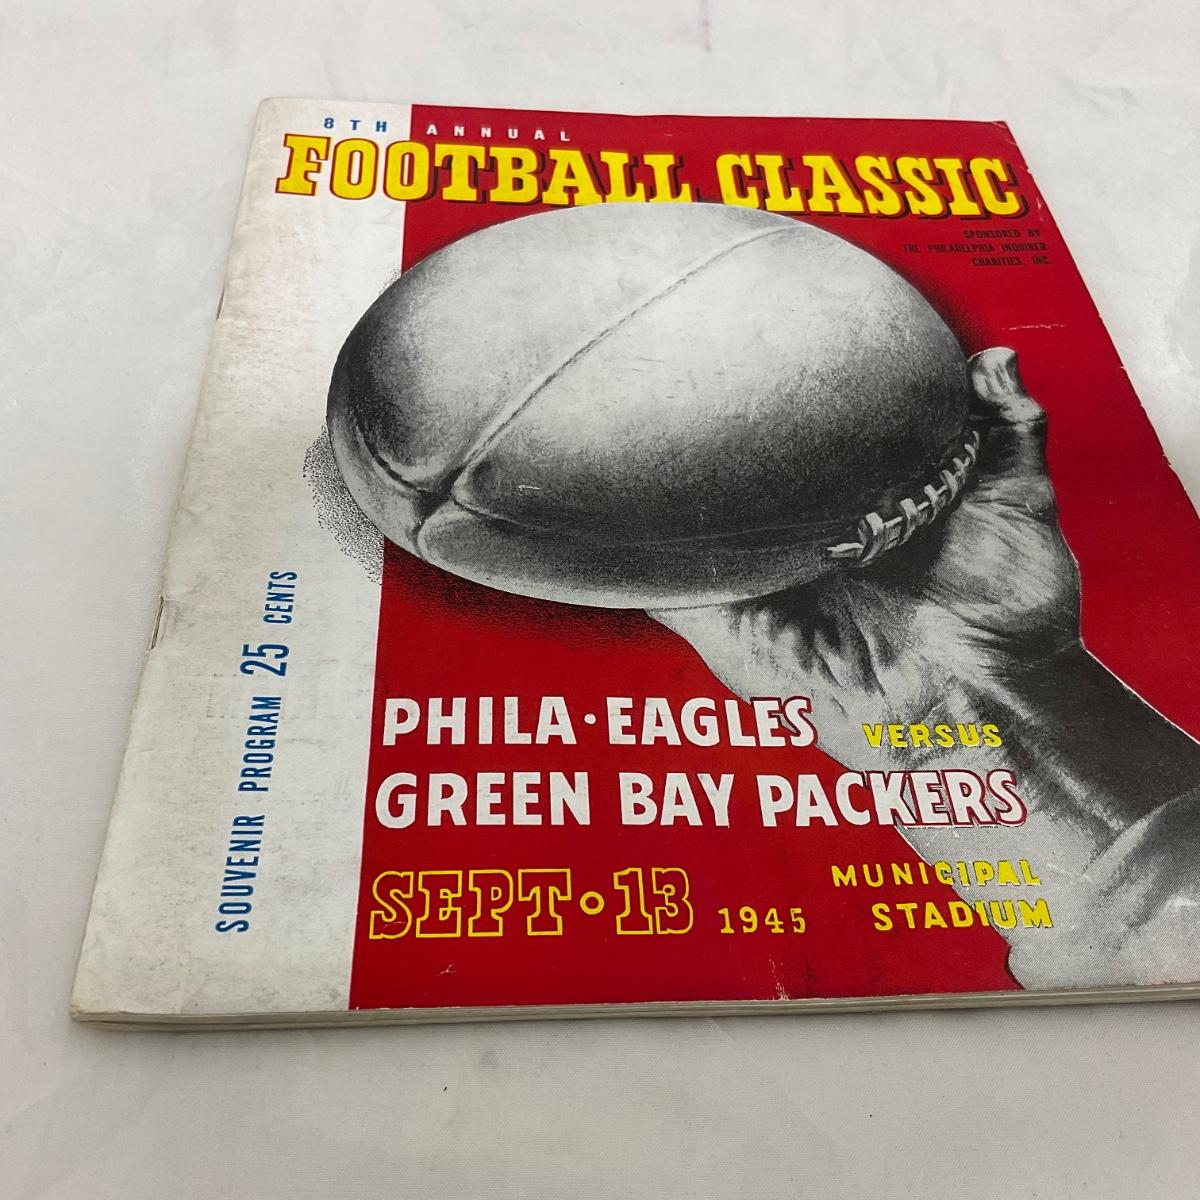 8TH ANNUAL
FOOTBALL CLASSIC
SPONSORED BY
THE PHILADELPHIA INQUIRER
CHARITIES, INC.
SOUVENIR PROGRAM 25 CENTS
PHILA·EAGLES VERSUS
GREEN BAY PACKERS
SEPT·13 1945
MUNICIPAL
STADIUM